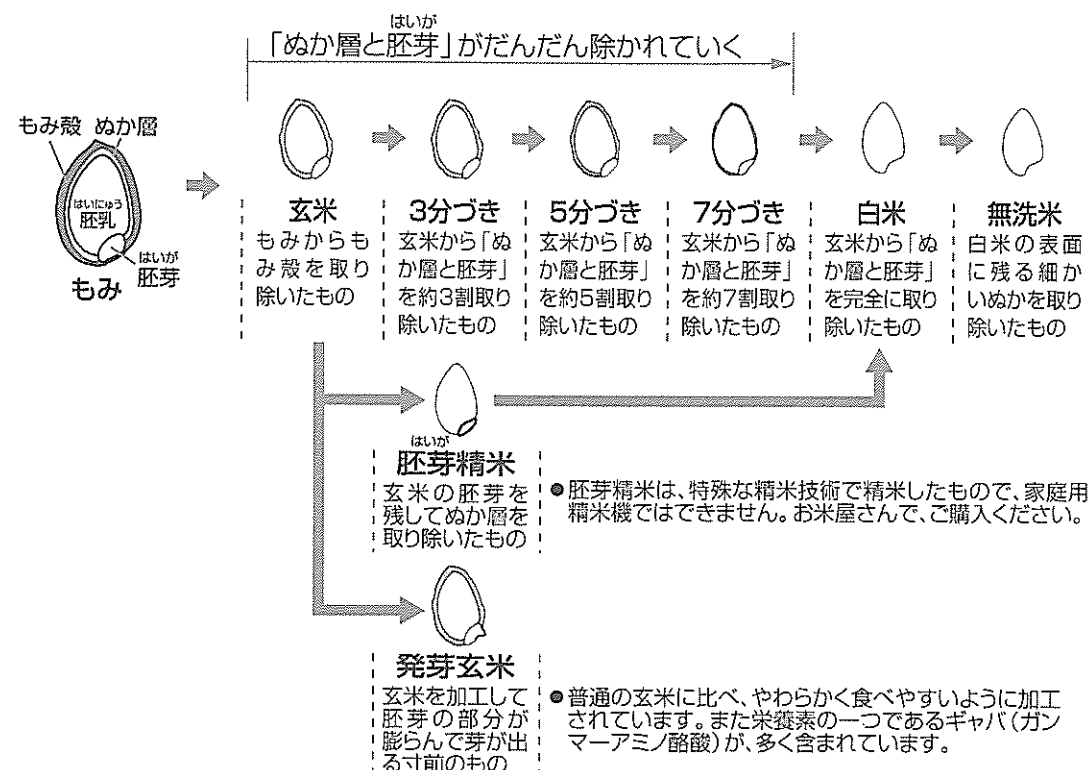 「ぬか層と胚芽」がだんだん除かれていく
はいが
もみ殻 ぬか層
はいにゅう
胚乳
はいが
胚芽
もみ
玄米
もみからも
み殻を取り
除いたもの
3分づき
玄米から「ぬ
か層と胚芽」
を約3割取り
除いたもの
5分づき
玄米から「ぬ
か層と胚芽」
を約5割取り
除いたもの
7分づき
玄米から「ぬ
か層と胚芽」
を約7割取り
除いたもの
白米
玄米から「ぬ
か層と胚芽」
を完全に取り
除いたもの
無洗米
白米の表面
に残る細か
いぬかを取り
除いたもの
はいが
胚芽精米
玄米の胚芽を
残してぬか層を
取り除いたもの
●胚芽精米は、特殊な精米技術で精米したもので、家庭用
精米機ではできません。お米屋さんで、ご購入ください。
発芽玄米
玄米を加工して
胚芽の部分が
膨らんで芽が出
る寸前のもの
●普通の玄米に比べ、やわらかく食べやすいように加工
されています。また栄養素の一つであるギャバ(ガン
マーアミノ酪酸)が、多く含まれています。